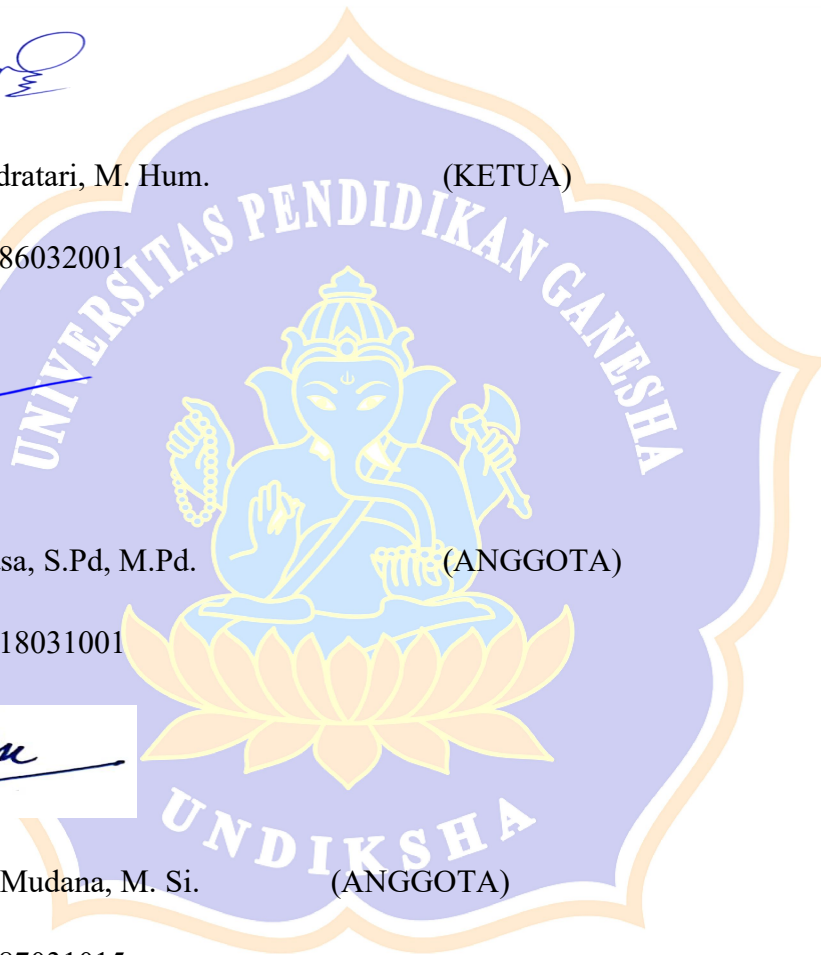 dratari, M. Hum. (KETUA)
86032001
UNIVERSITAS PENDIDIKAN GANESHA
sa, S.Pd, M.Pd. (ANGGOTA)
18031001
UNDIKSHA
Mudana, M. Si. (ANGGOTA)